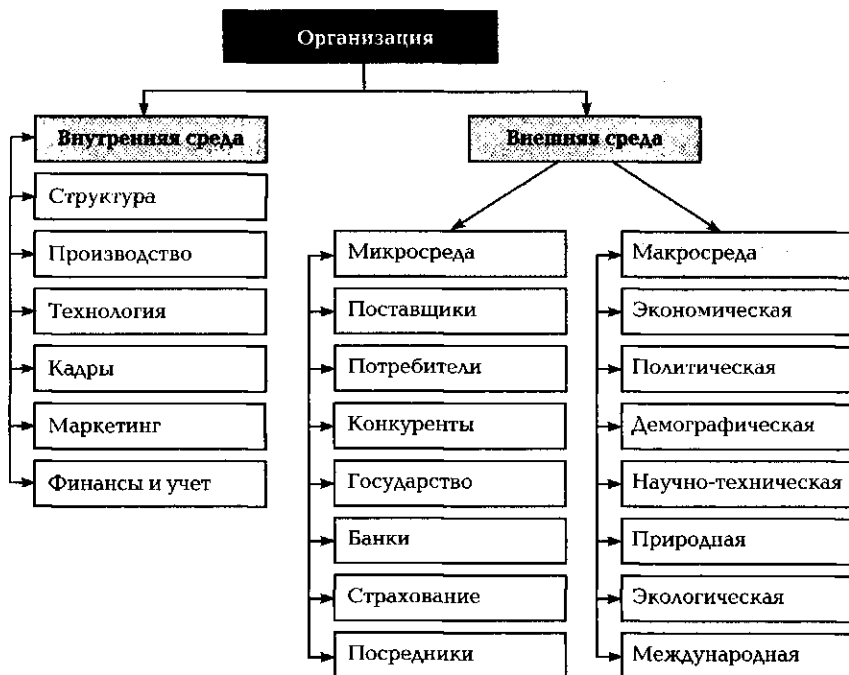 Организация
Внутренняя среда
Структура
Производство
Технология
Кадры
Маркетинг
Финансы и учет
Внешняя среда
Микросреда
Поставщики
Потребители
Конкуренты
Государство
Банки
Страхование
Посредники
Макросреда
Экономическая
Политическая
Демографическая
Научно-техническая
Природная
Экологическая
Международная